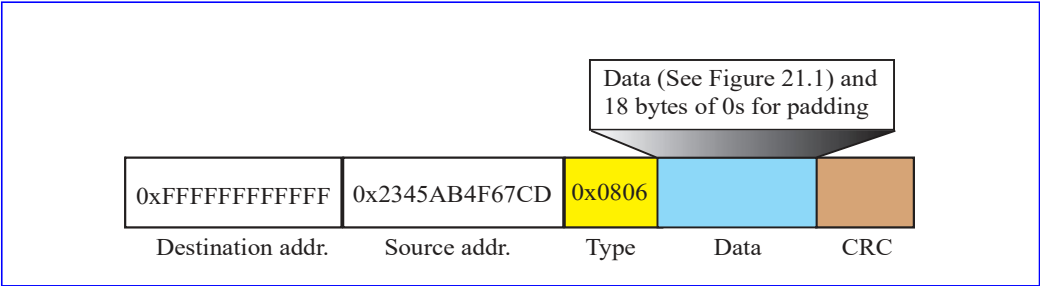 Data (See Figure 21.1) and
18 bytes of 0s for padding
0xFFFFFFFFFFFF 0x2345AB4F67CD 0x0806
Destination addr. Source addr. Type Data CRC